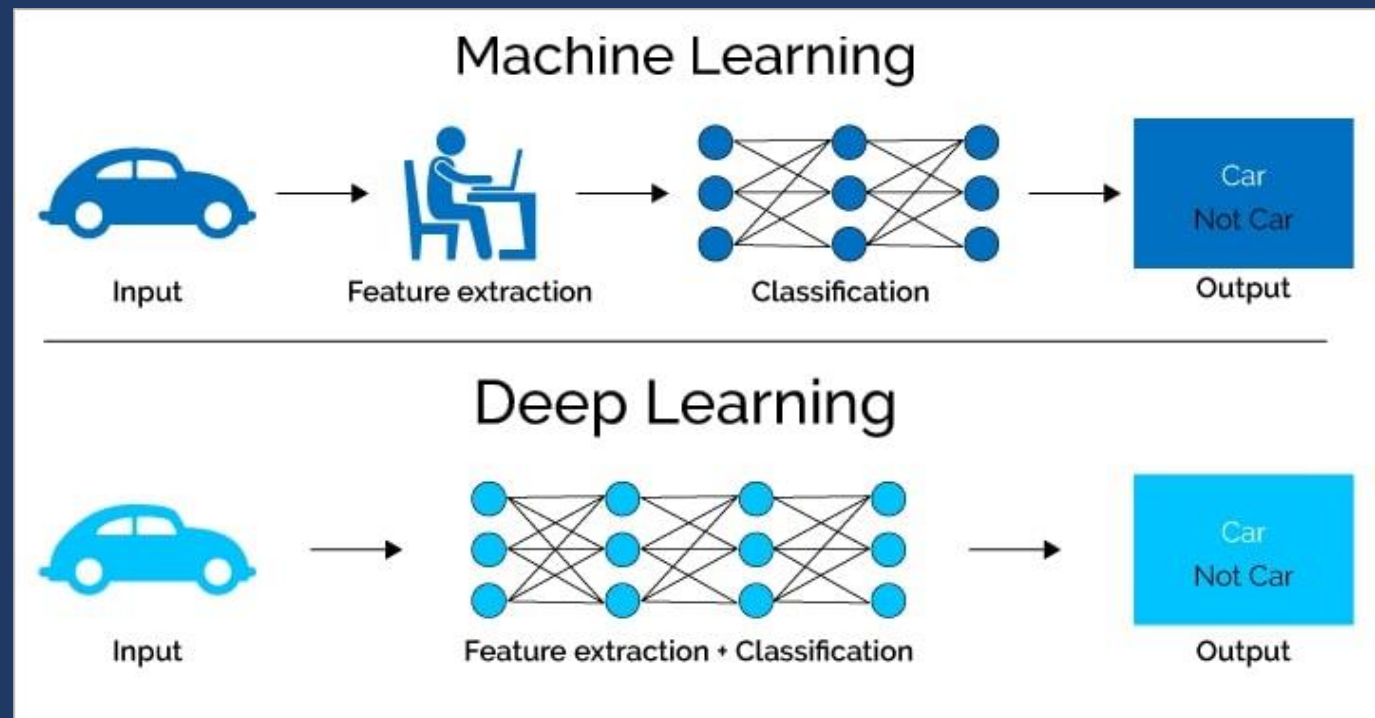 Machine Learning
Car
Not Car
Input
Feature extraction
Classification
Output
Deep Learning
Car
Not Car
Input
Feature extraction + Classification
Output